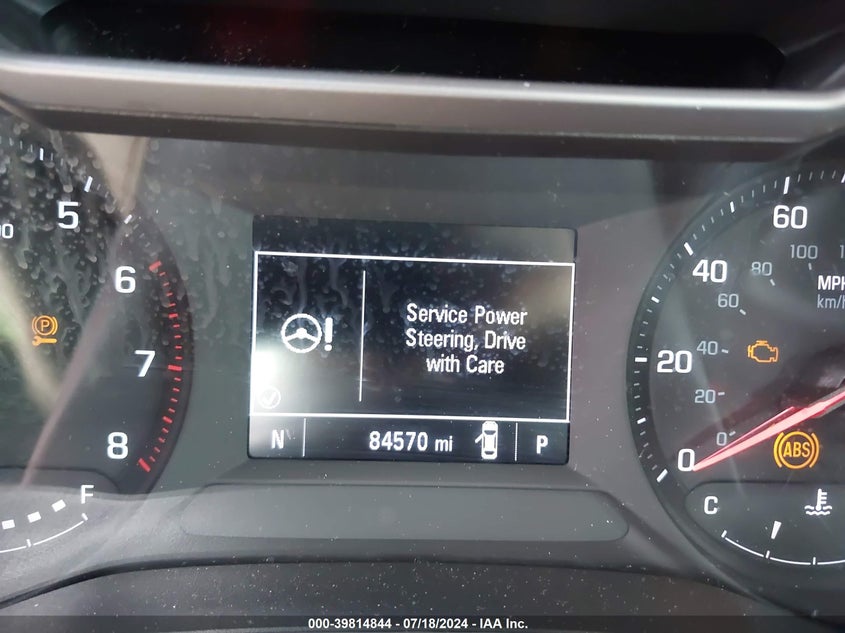 5
6
7
8
F
P
Service Power
Steering, Drive
with Care
N 84570 mi P
60
40
20
0
100
80
60
40
20
0
MPH
km/h
ABS
C
000-39814844 - 07/18/2024 - IAA Inc.